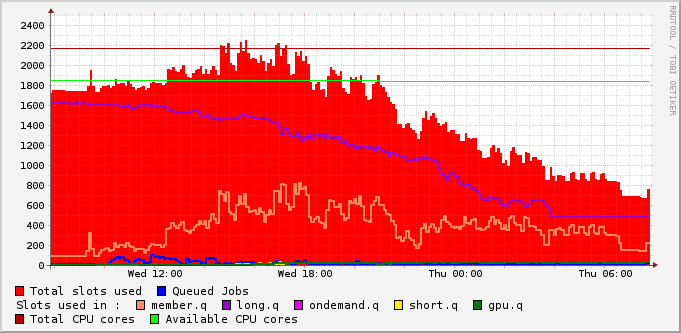 2400
2200
2000
1800
1600
1400
1200
1000
800
600
400
200
0
Wed 12:00 Wed 18:00 Thu 00:00 Thu 06:00
RRDTOOL / TOBI OETIKER
Total slots used Queued Jobs
Slots used in : member.q long.q ondemand.q short.q gpu.q
Total CPU cores Available CPU cores